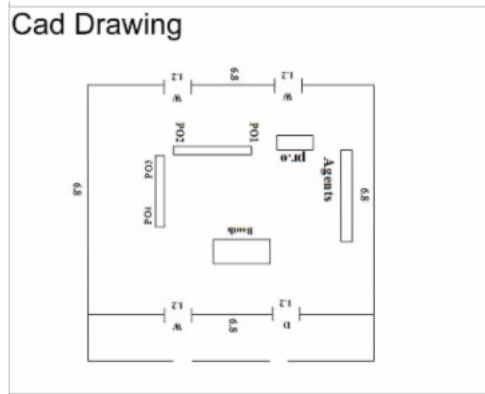 Cad Drawing
1.2
6.8
1.2
W
W
PO2
PO1
pr.o
Agents
PO3
PO4
6.8
6.8
Booth
1.2
1.2
W
6.8
D